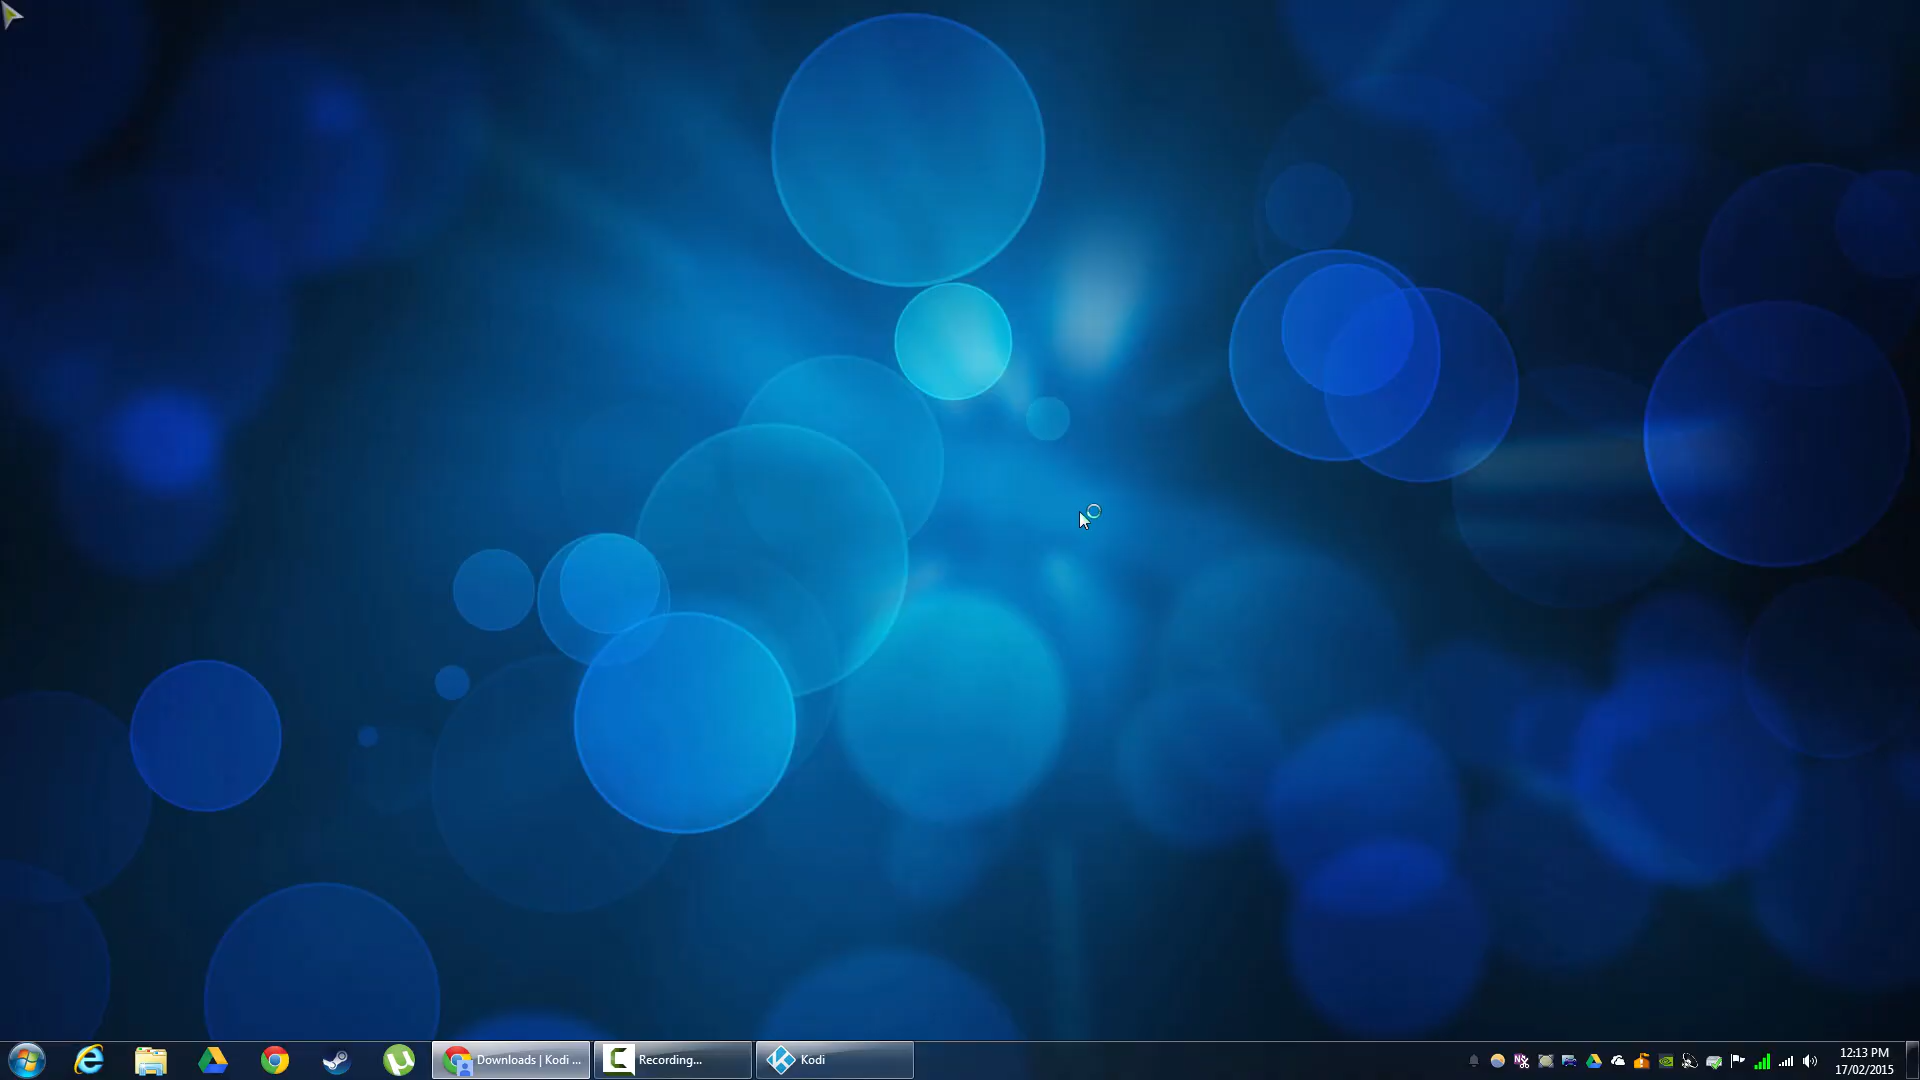 Downloads | Kodi ...
Recording...
Kodi
12:13 PM
17/02/2015